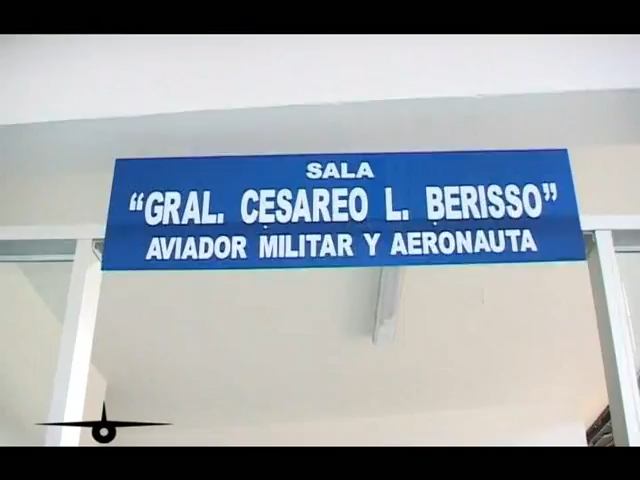 SALA
“GRAL. CESAREO L. BERISSO”
AVIADOR MILITAR Y AERONAUTA